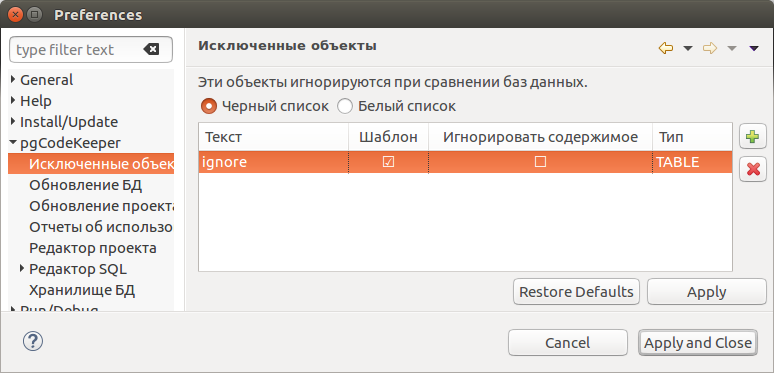 Preferences
type filter text
General
Help
Install/Update
pgCodeKeeper
Исключенные объек
Обновление БД
Обновление проекта
Отчеты об использо
Редактор проекта
Редактор SQL
Хранилище БД
Run/Debug
Исключенные объекты
Эти объекты игнорируются при сравнении баз данных.
Черный список Белый список
Текст Шаблон Игнорировать содержимое Тип
ignore TABLE
Restore Defaults Apply
? Cancel Apply and Close